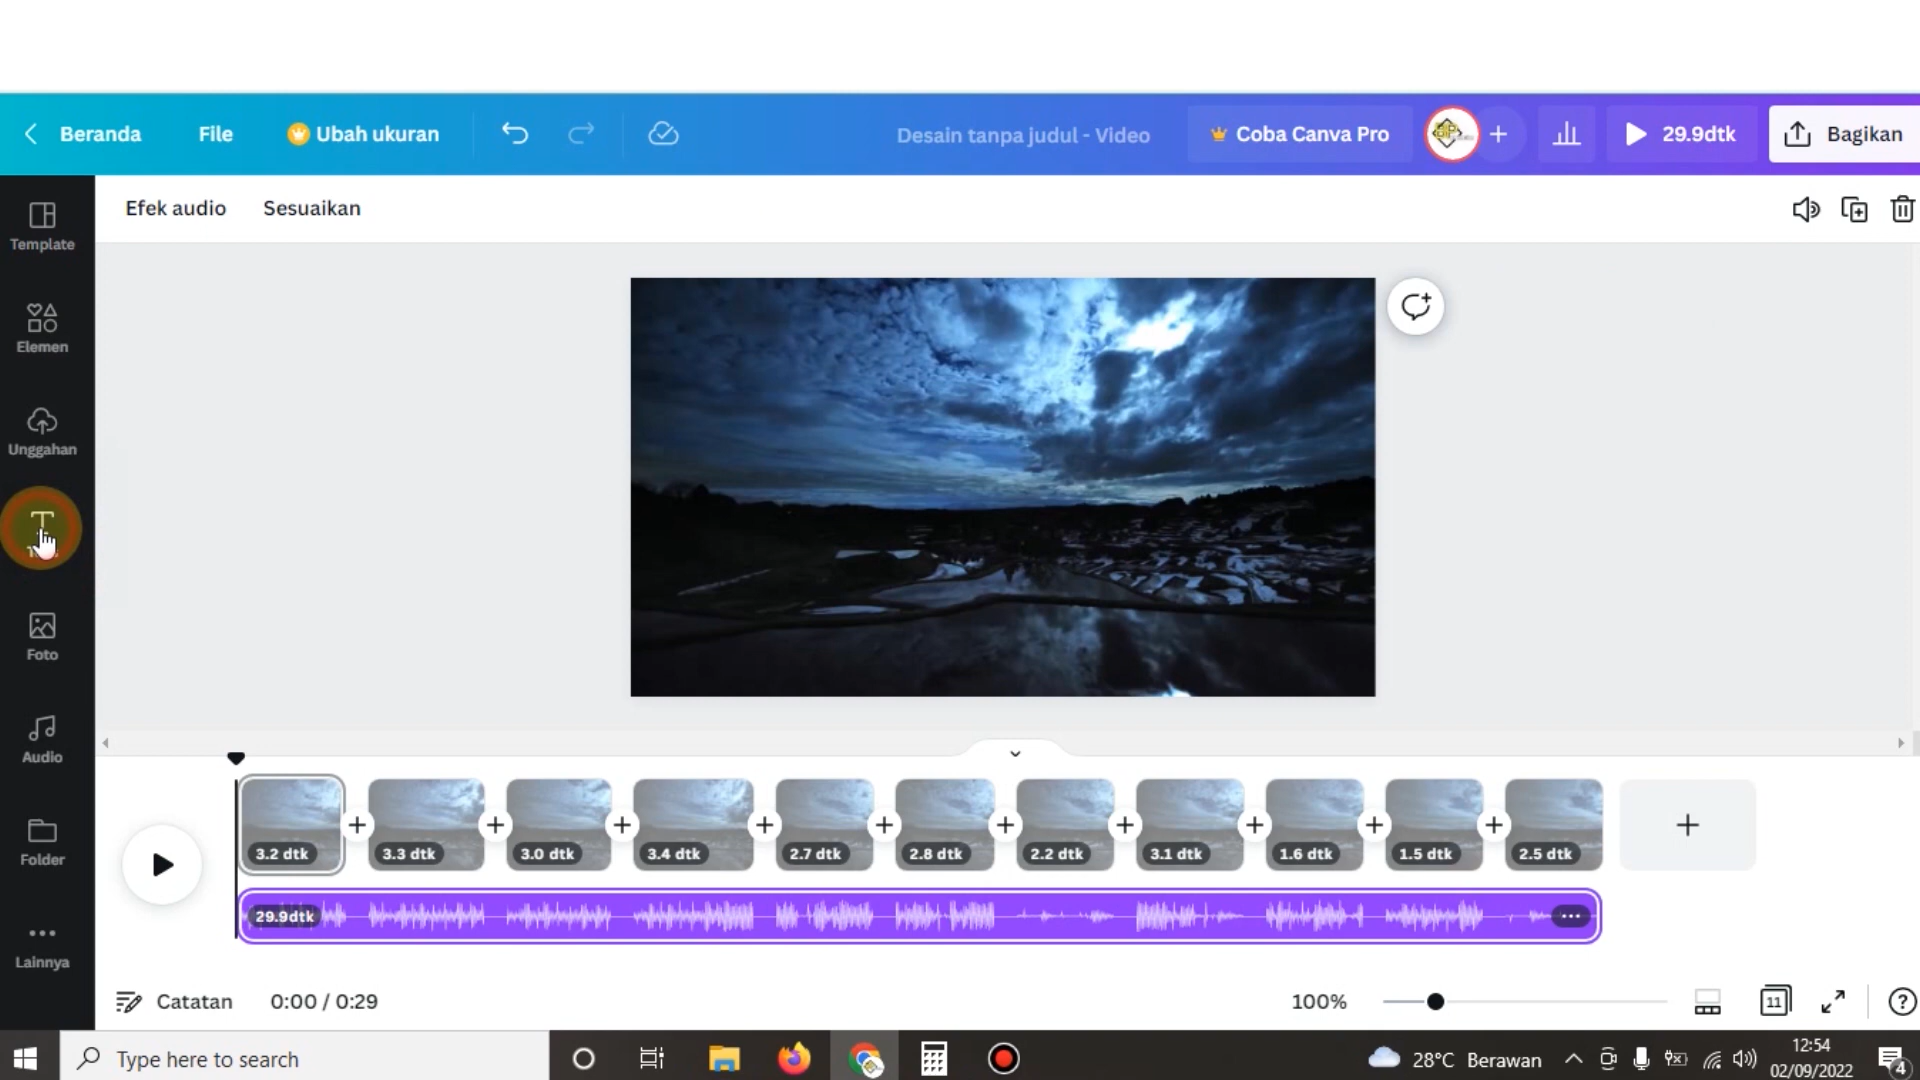 Beranda File Ubah ukuran Desain tanpa judul - Video Coba Canva Pro 29.9dtk Bagikan
Efek audio Sesuaikan
Template
Elemen
Unggahan
Foto
Audio
Folder
Lainnya
3.2 dtk 3.3 dtk 3.0 dtk 3.4 dtk 2.7 dtk 2.8 dtk 2.2 dtk 3.1 dtk 1.6 dtk 1.5 dtk 2.5 dtk
29.9dtk
Catatan 0:00 / 0:29 100% 11
Type here to search 28°C Berawan 12:54
02/09/2022 4